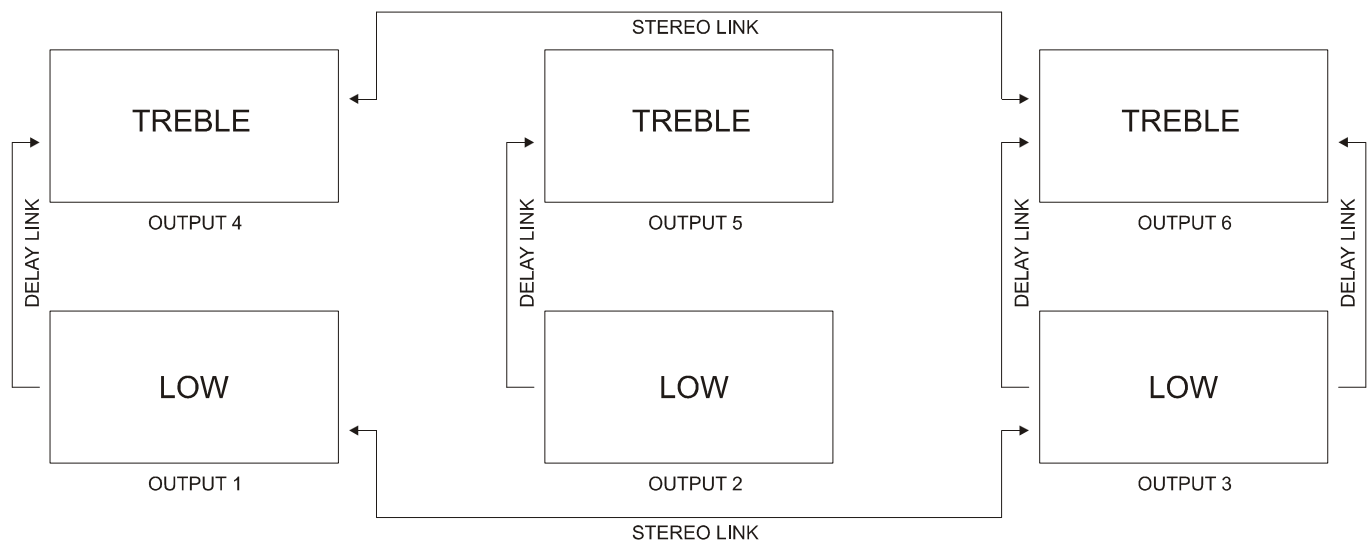 STEREO LINK
TREBLE
TREBLE
TREBLE
OUTPUT 4
OUTPUT 5
OUTPUT 6
DELAY LINK
DELAY LINK
DELAY LINK
DELAY LINK
LOW
LOW
LOW
OUTPUT 1
OUTPUT 2
OUTPUT 3
STEREO LINK